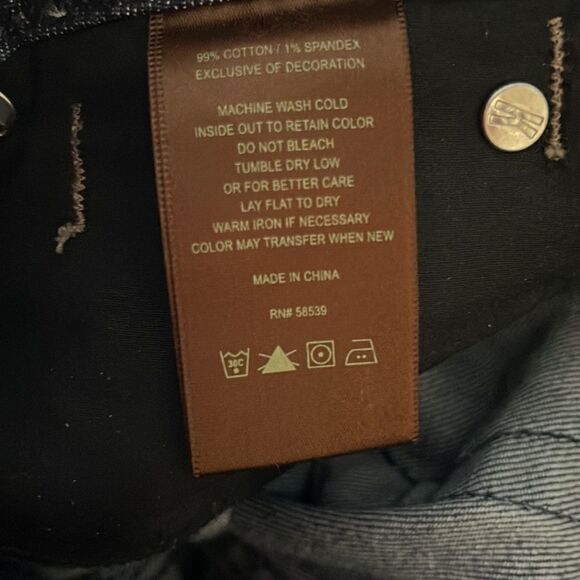 99% COTTON / 1% SPANDEX
EXCLUSIVE OF DECORATION
MACHINE WASH COLD
INSIDE OUT TO RETAIN COLOR
DO NOT BLEACH
TUMBLE DRY LOW
OR FOR BETTER CARE
LAY FLAT TO DRY
WARM IRON IF NECESSARY
COLOR MAY TRANSFER WHEN NEW
MADE IN CHINA
RN# 58539
30C